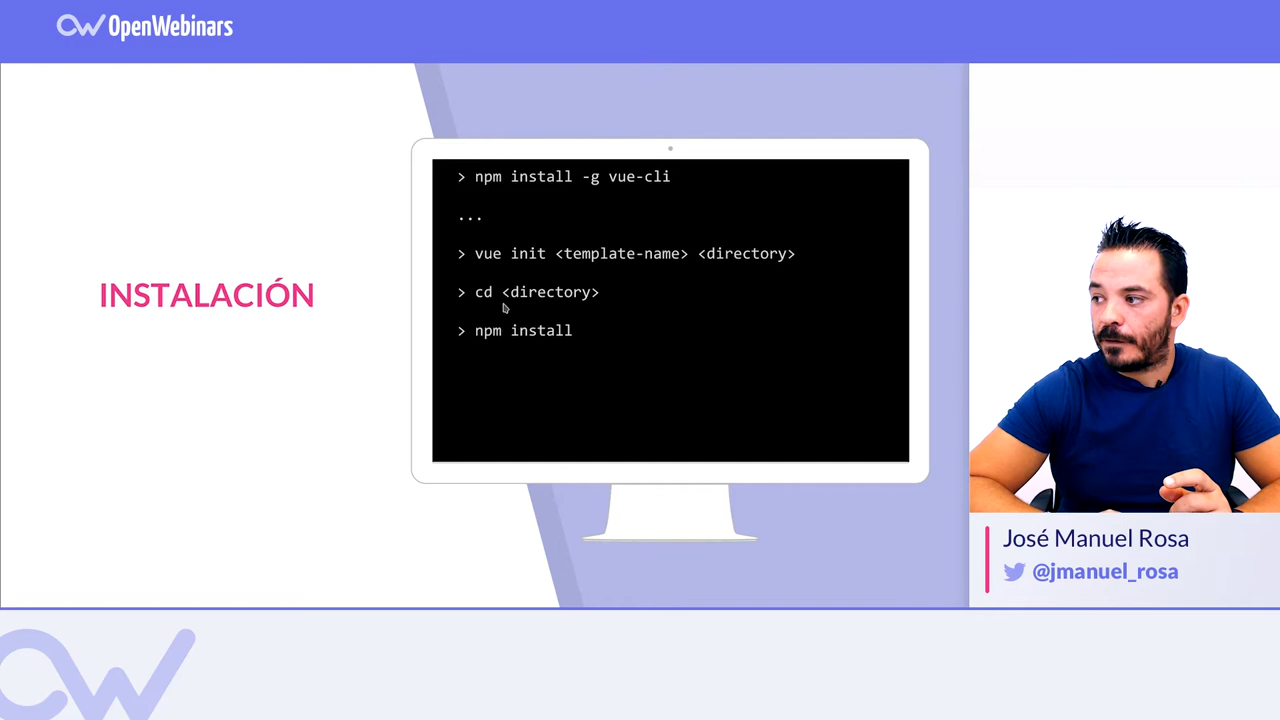 OpenWebinars
INSTALACIÓN
> npm install -g vue-cli
...
> vue init <template-name> <directory>
> cd <directory>
> npm install
José Manuel Rosa
@jmanuel_rosa